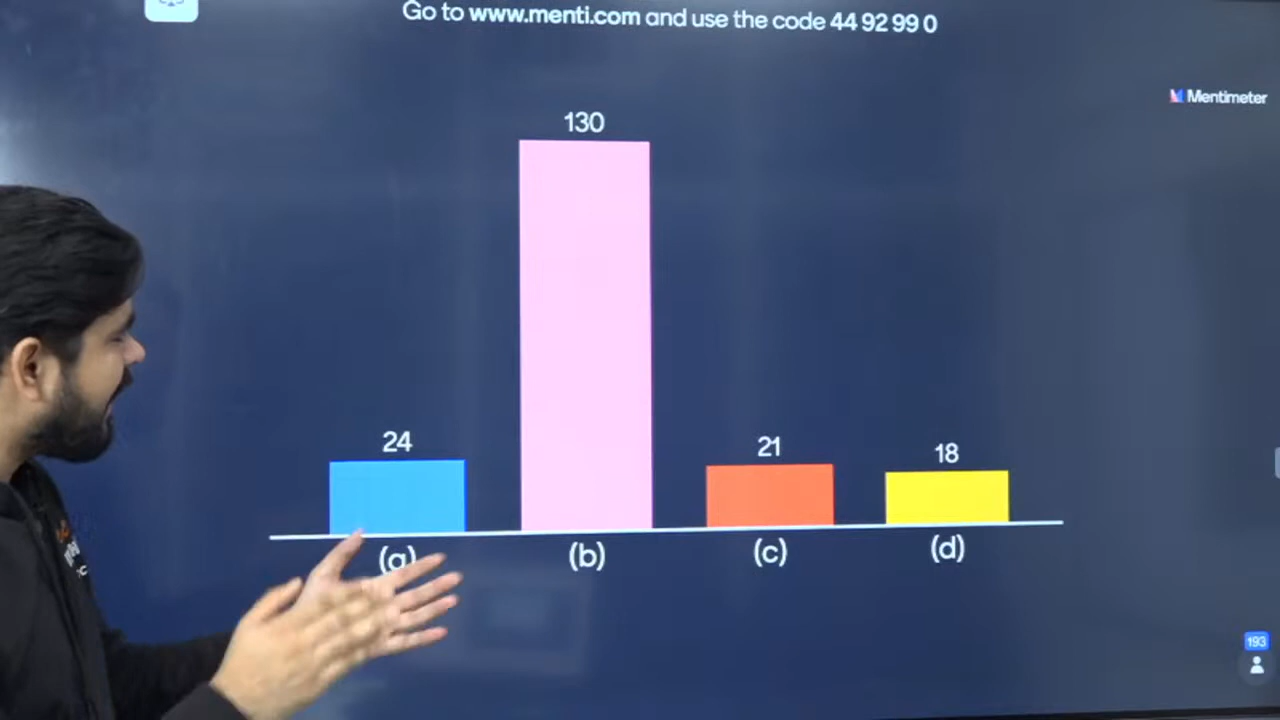 Go to www.menti.com and use the code 44 92 99 0
Mentimeter
130
24
21
18
(a)
(b)
(c)
(d)
193